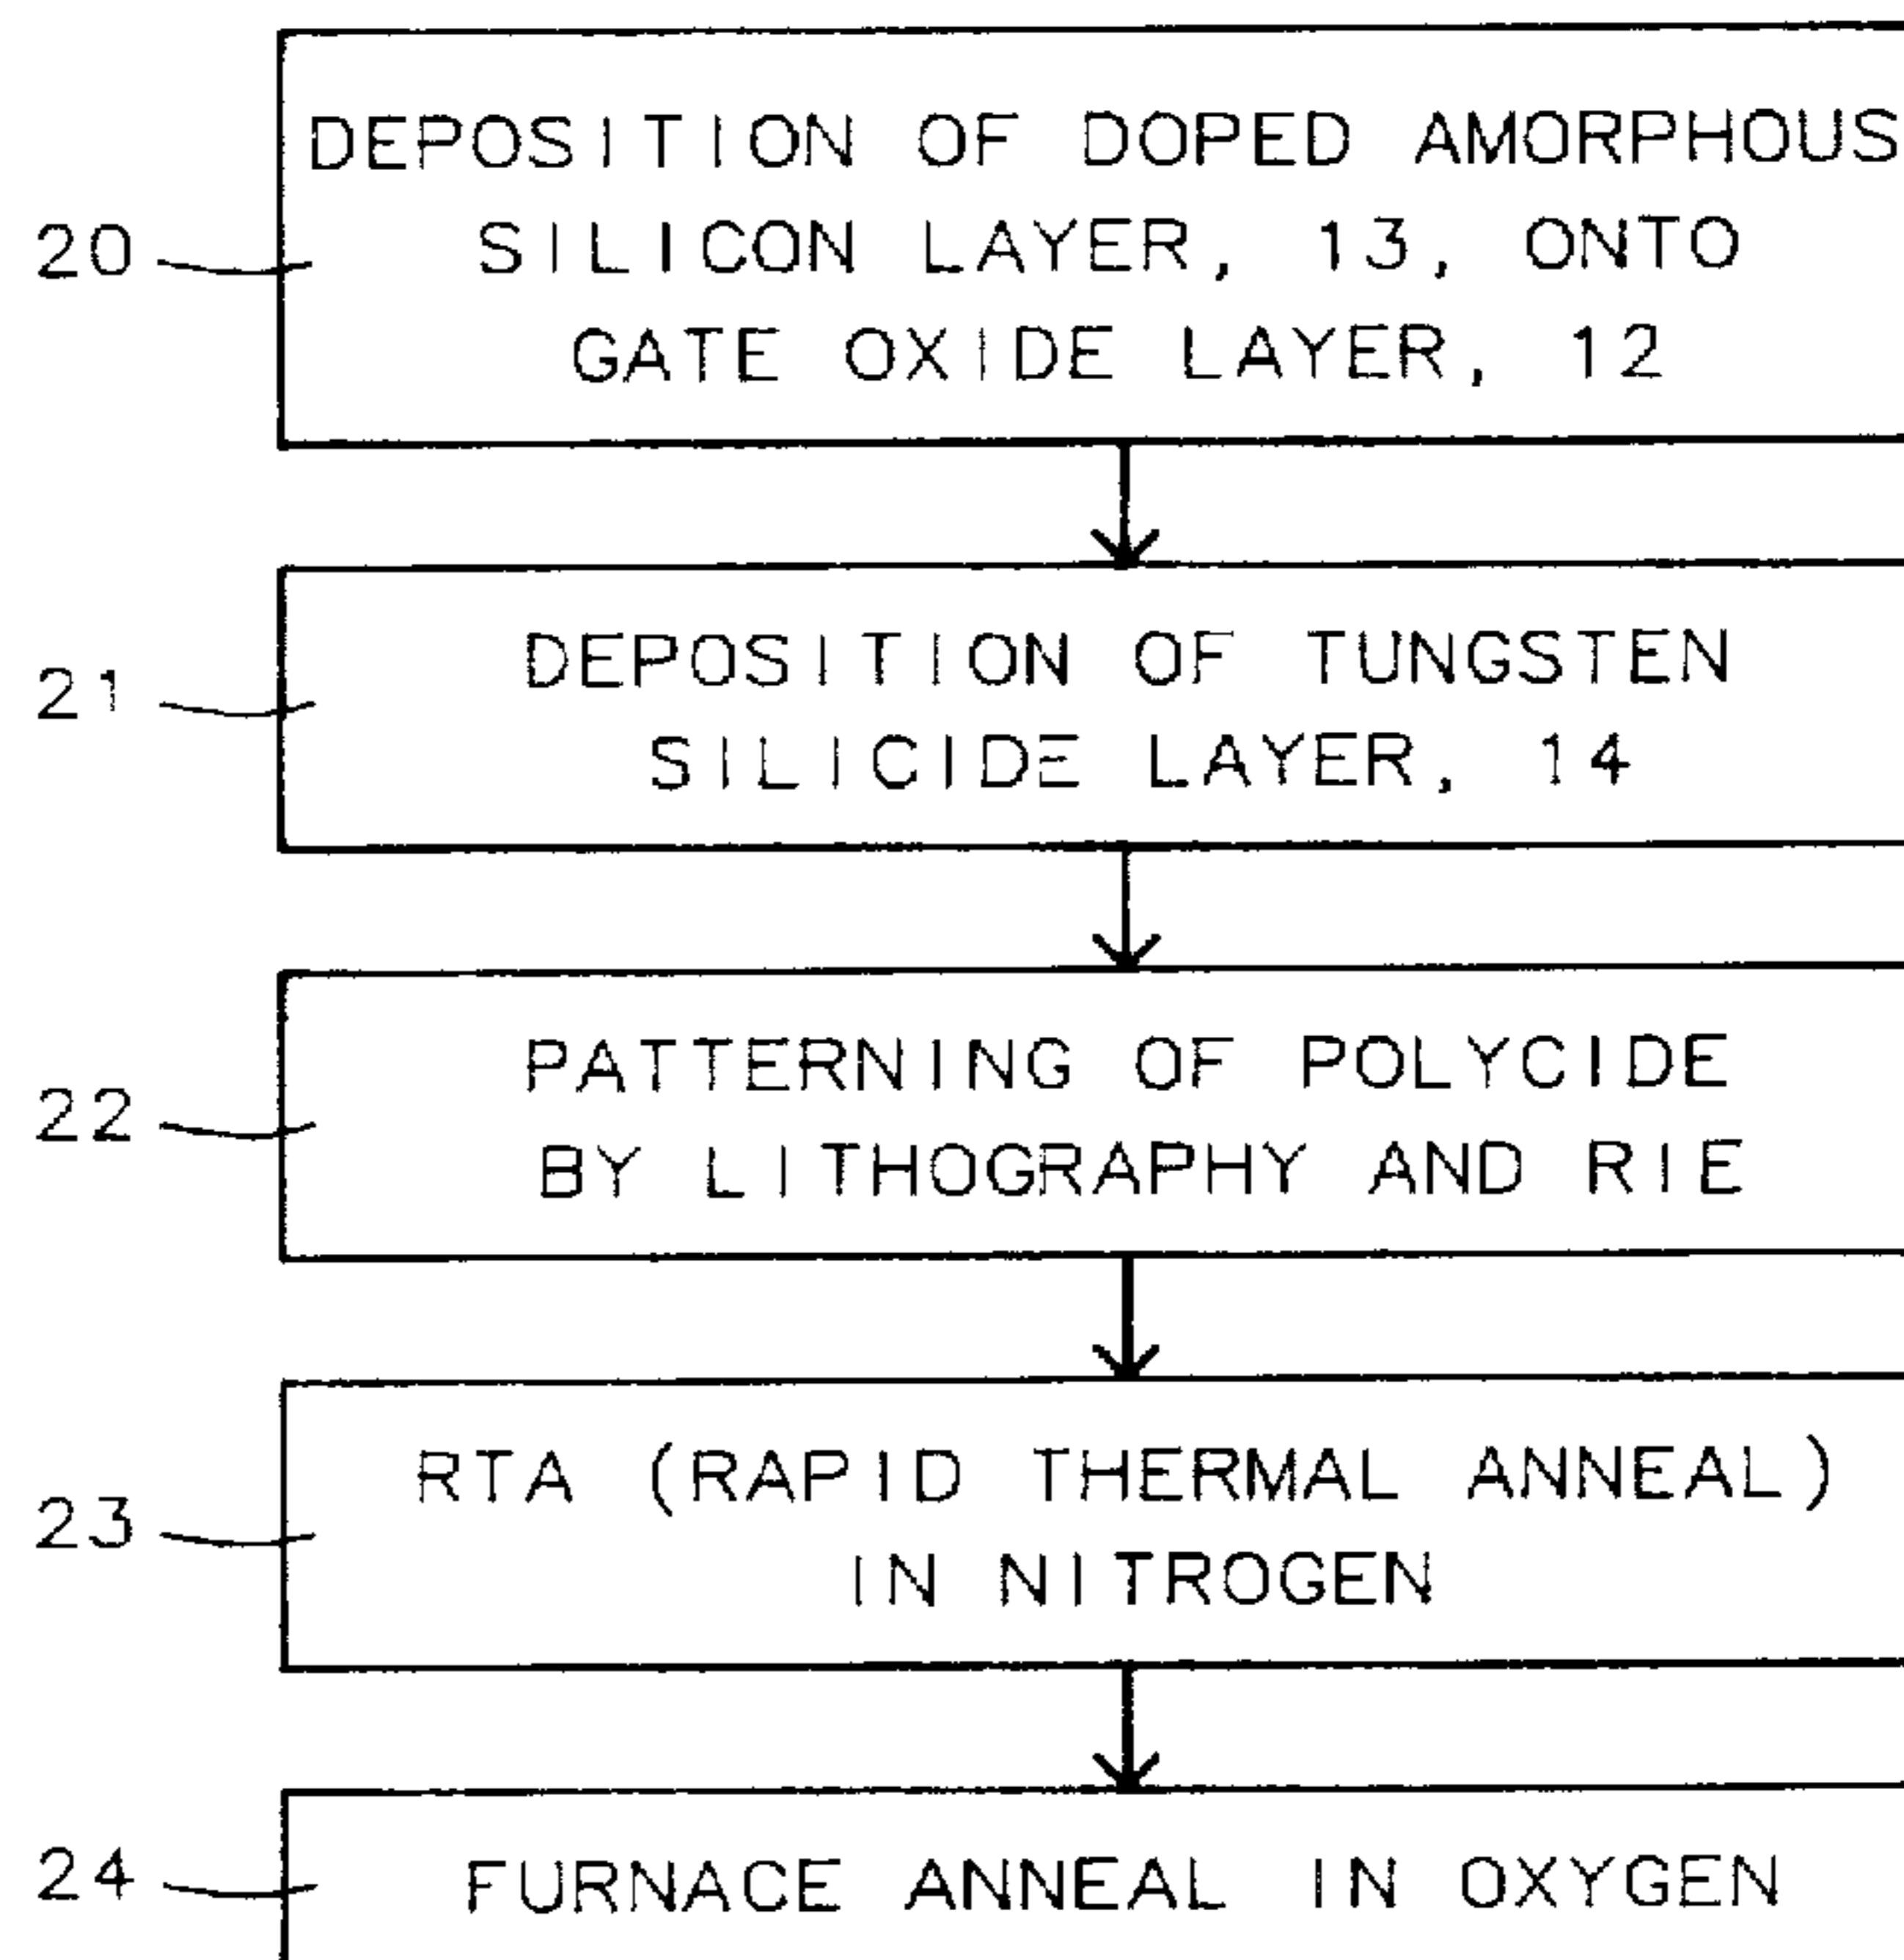 DEPOSITION OF DOPED AMORPHOUS
20 SILICON LAYER, 13, ONTO
GATE OXIDE LAYER, 12
DEPOSITION OF TUNGSTEN
21
SILICIDE LAYER, 14
PATTERNING OF POLYCIDE
22
BY LITHOGRAPHY AND RIE
RTA (RAPID THERMAL ANNEAL)
23
IN NITROGEN
24 FURNACE ANNEAL IN OXYGEN